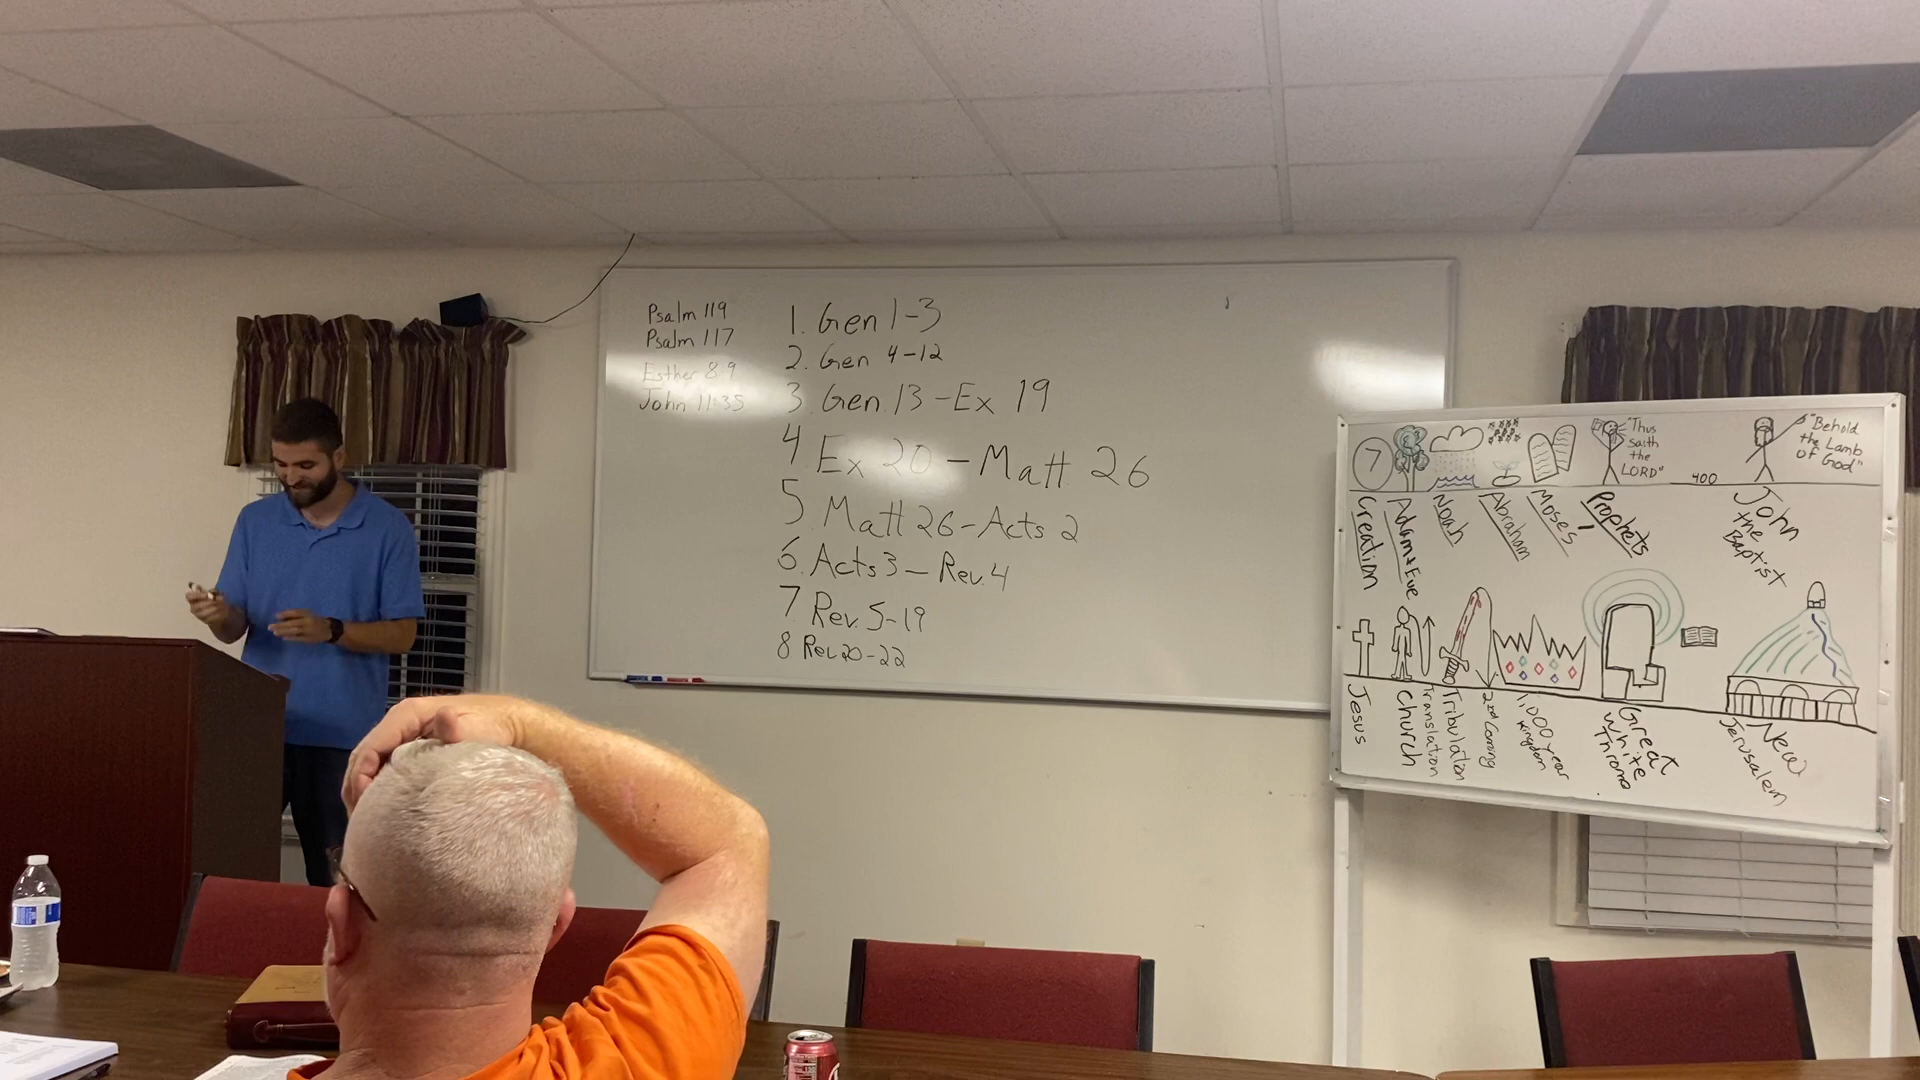 Psalm 119
Psalm 117
Esther 8:9
John 11:35
1. Gen 1-3
2. Gen 4-12
3. Gen 13-Ex 19
4 Ex 20 - Matt 26
5 Matt 26-Acts 2
6. Acts 3 - Rev. 4
7 Rev. 5-19
8 Rev 20-22
7
"Thus
saith
the
LORD"
400
"Behold
the Lamb
of God"
Creation
Adam & Eve
Noah
Abraham
Moses
Prophets
John
the
Baptist
Jesus
Church
Translation
Tribulation
2nd Coming
1,000 year
Kingdom
Great
White
Throne
New
Jerusalem